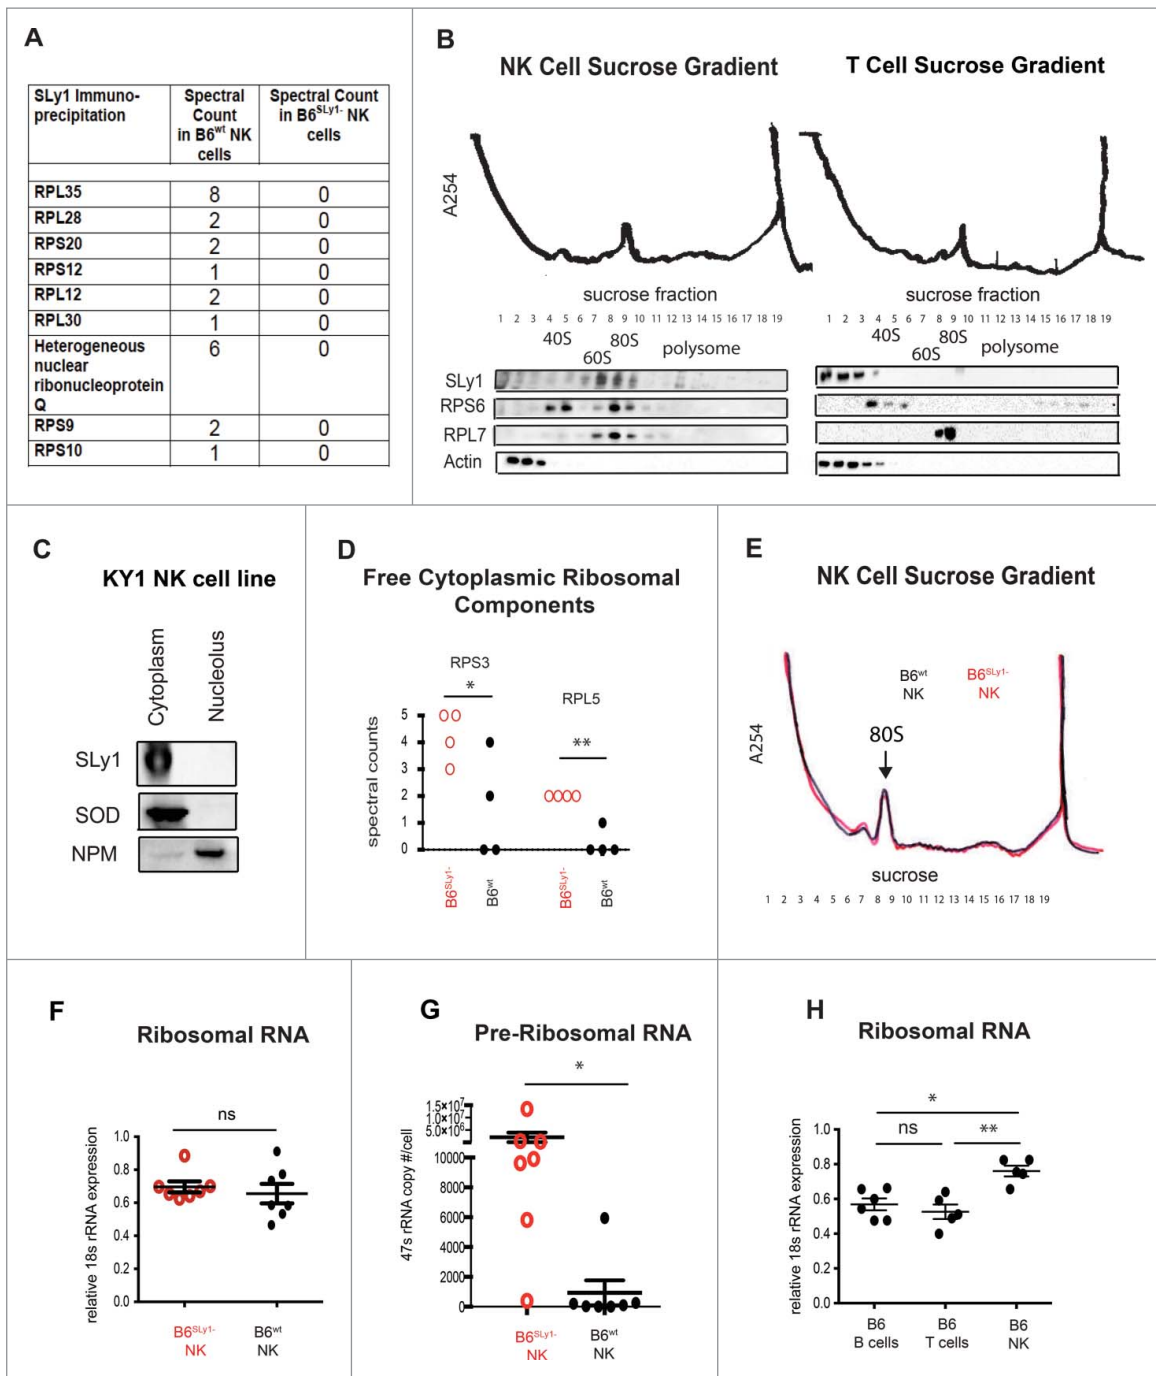 A
SLy1 Immuno-
precipitation
Spectral
Count
in B6wt NK
cells
Spectral Count
in B6SLy1- NK
cells
RPL35 8 0
RPL28 2 0
RPS20 2 0
RPS12 1 0
RPL12 2 0
RPL30 1 0
Heterogeneous
nuclear
ribonucleoprotein
Q
6 0
RPS9 2 0
RPS10 1 0
B
NK Cell Sucrose Gradient
T Cell Sucrose Gradient
A254
sucrose fraction
sucrose fraction
1 2 3 4 5 6 7 8 9 10 11 12 13 14 15 16 17 18 19
1 2 3 4 5 6 7 8 9 10 11 12 13 14 15 16 17 18 19
40S 60S 80S polysome
40S 60S 80S polysome
SLy1
RPS6
RPL7
Actin
C
KY1 NK cell line
Cytoplasm
Nucleolus
SLy1
SOD
NPM
D
Free Cytoplasmic Ribosomal
Components
RPS3
*
RPL5
**
spectral counts
5
4
3
2
1
0
B6SLy1-
B6wt
B6SLy1-
B6wt
E
NK Cell Sucrose Gradient
B6wt
NK
B6SLy1-
NK
80S
A254
sucrose
1 2 3 4 5 6 7 8 9 10 11 12 13 14 15 16 17 18 19
F
Ribosomal RNA
ns
relative 18s rRNA expression
1.0
0.8
0.6
0.4
0.2
0.0
B6SLy1-
NK
B6wt
NK
G
Pre-Ribosomal RNA
*
47s rRNA copy #/cell
1.5×10^7
1.0×10^7
5.0×10^6
10000
8000
6000
4000
2000
0
B6SLy1-
NK
B6wt
NK
H
Ribosomal RNA
*
ns
**
relative 18s rRNA expression
1.0
0.8
0.6
0.4
0.2
0.0
B6
B cells
B6
T cells
B6
NK